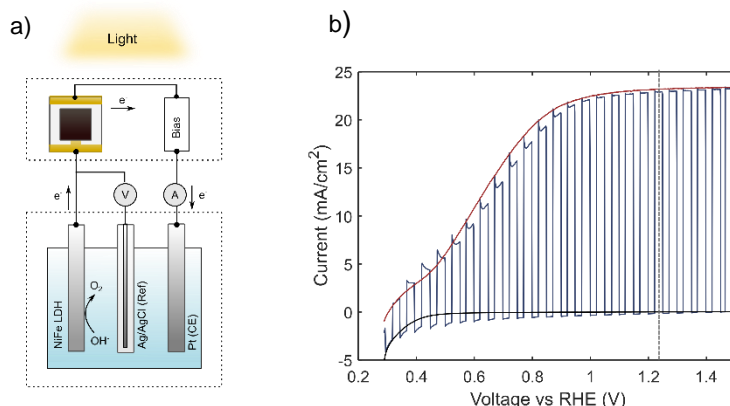 a)
Light
e-
Bias
V
A
e-
e-
O2
OH-
NiFe LDH
Ag/AgCl (Ref)
Pt (CE)
b)
25
20
15
10
5
0
-5
0.2
0.4
0.6
0.8
1
1.2
1.4
Current (mA/cm²)
Voltage vs RHE (V)